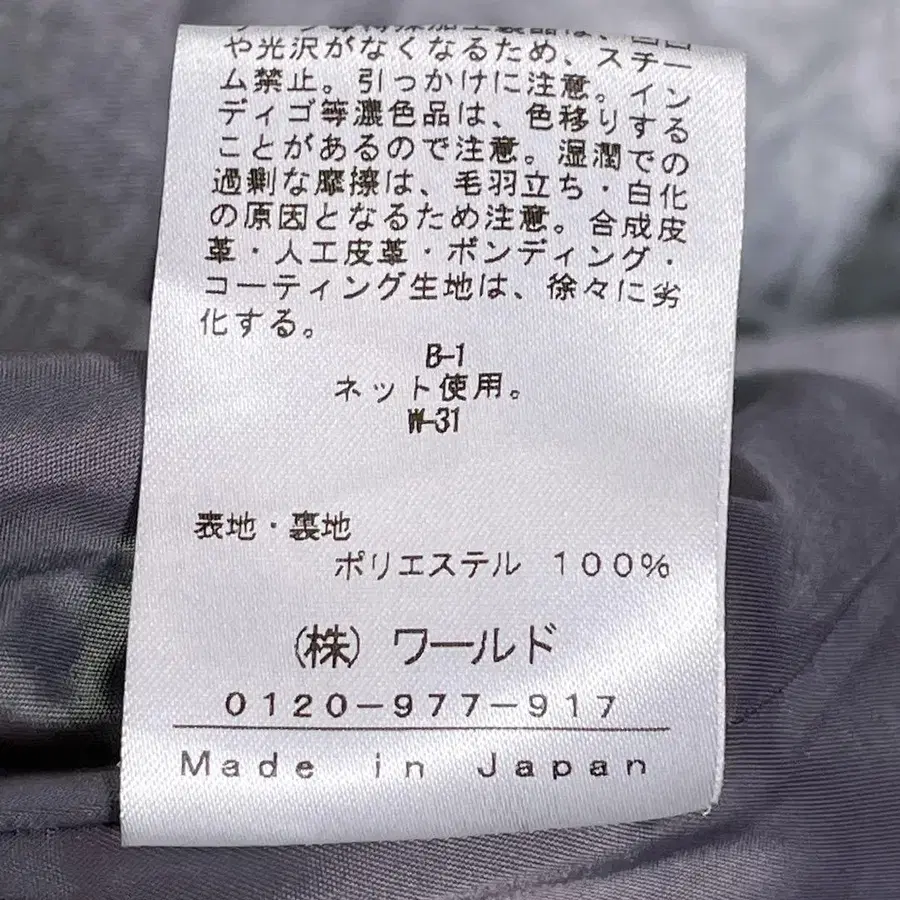 や光沢がなくなるため、スチー
ム禁止。引っかけに注意。イン
ディゴ等濃色品は、色移りする
ことがあるので注意。湿潤での
過剰な摩擦は、毛羽立ち・白化
の原因となるため注意。合成皮
革・人工皮革・ボンディング・
コーティング生地は、徐々に劣
化する。
B-1
ネット使用。
W-31
表地・裏地
ポリエステル 100%
(株) ワールド
0120-977-917
Made in Japan